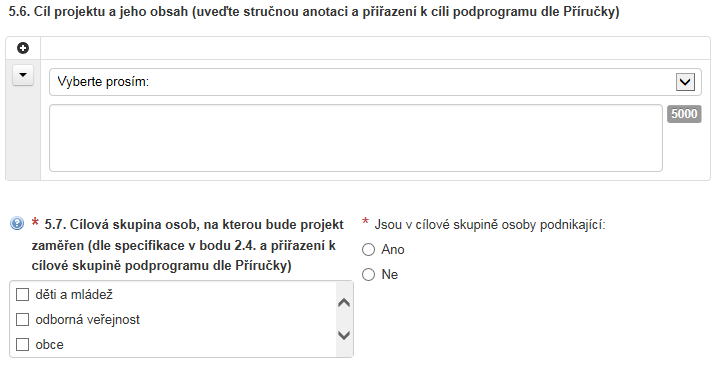 5.6. Cíl projektu a jeho obsah (uveďte stručnou anotaci a přiřazení k cíli podprogramu dle Příručky)
Vyberte prosím:
5000
* 5.7. Cílová skupina osob, na kterou bude projekt
zaměřen (dle specifikace v bodu 2.4. a přiřazení k
cílové skupině podprogramu dle Příručky)
děti a mládež
odborná veřejnost
obce
* Jsou v cílové skupině osoby podnikající:
Ano
Ne